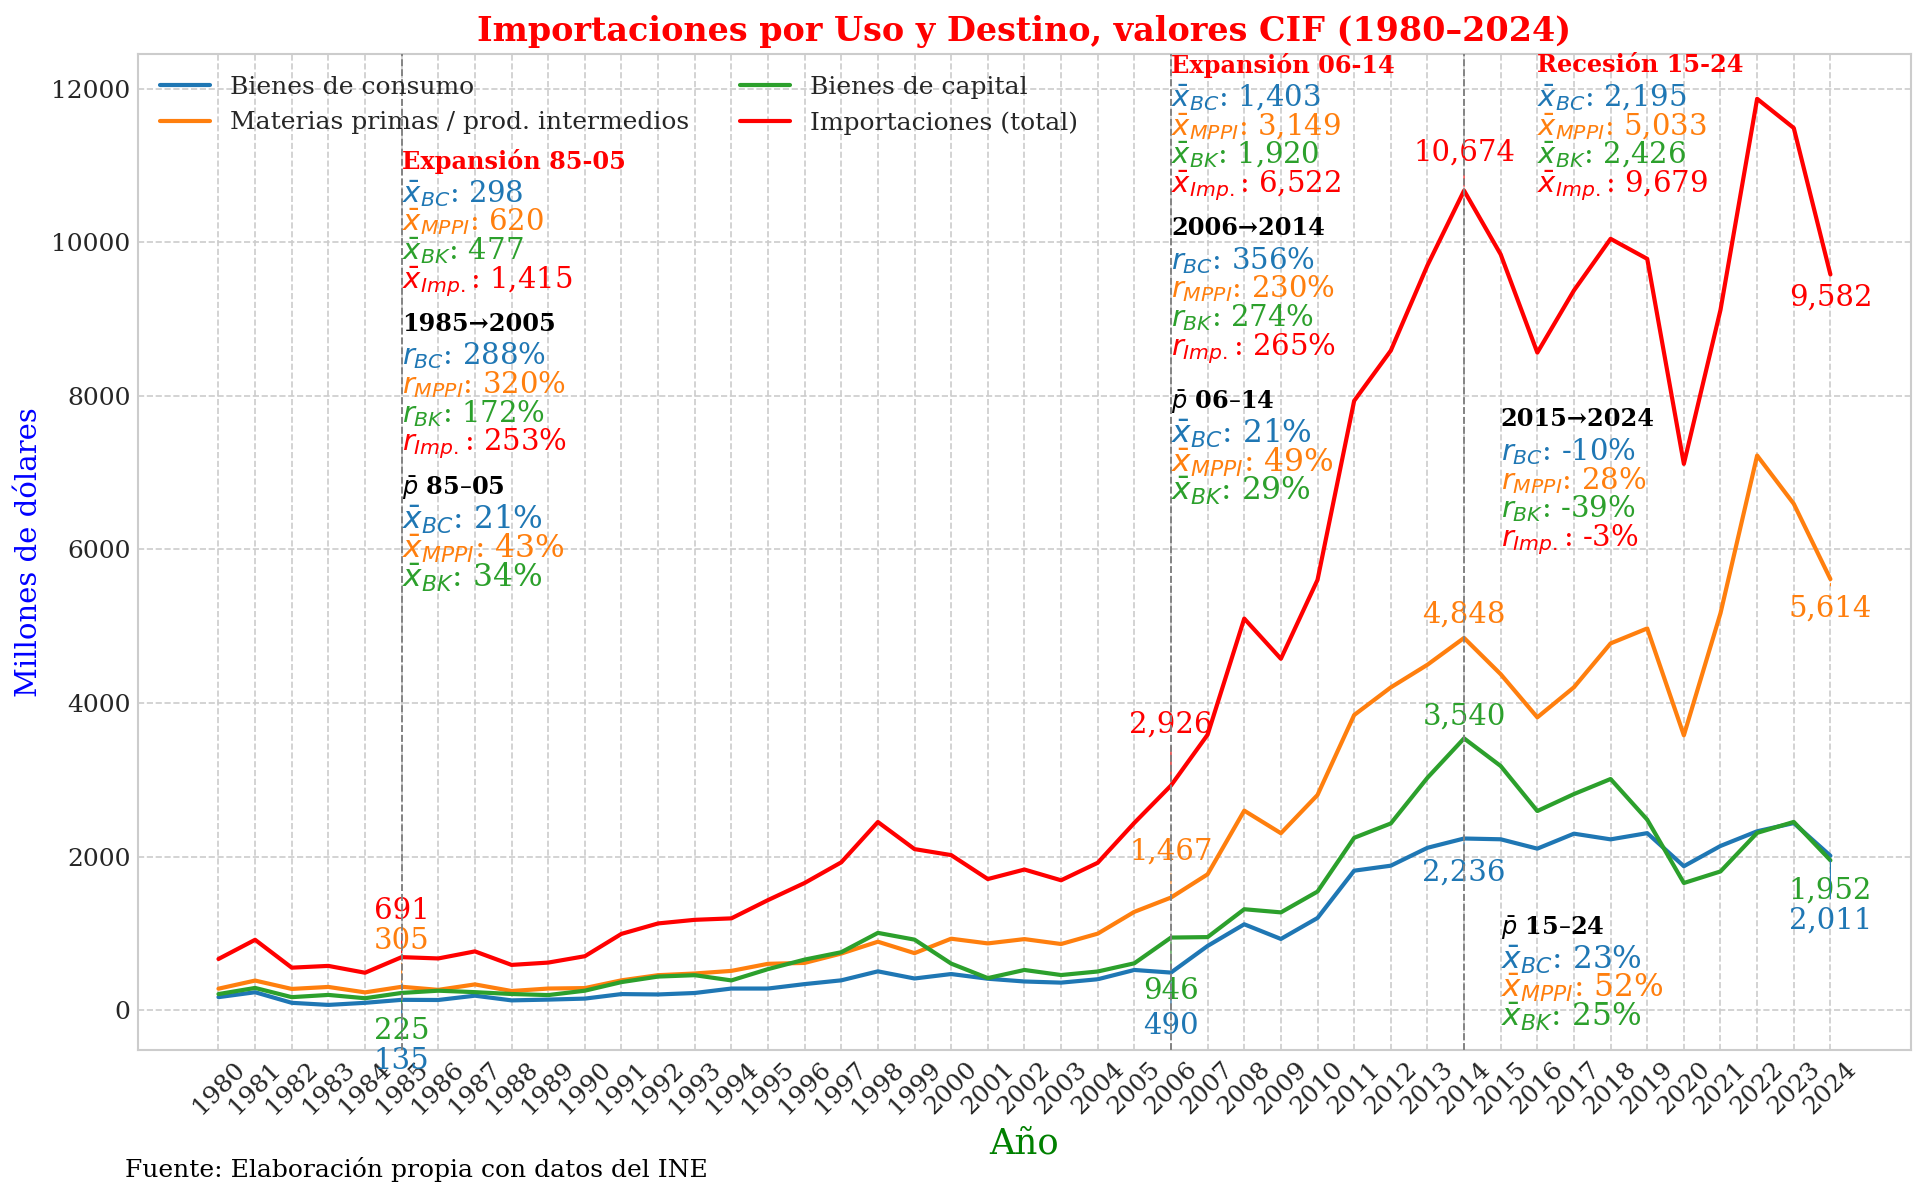 Importaciones por Uso y Destino, valores CIF (1980–2024)
Bienes de consumo
Materias primas / prod. intermedios
Bienes de capital
Importaciones (total)
Expansión 85-05
x̄BC: 298
x̄MPPI: 620
x̄BK: 477
x̄Imp.: 1,415
1985→2005
rBC: 288%
rMPPI: 320%
rBK: 172%
rImp.: 253%
p̄ 85–05
x̄BC: 21%
x̄MPPI: 43%
x̄BK: 34%
Expansión 06-14
x̄BC: 1,403
x̄MPPI: 3,149
x̄BK: 1,920
x̄Imp.: 6,522
2006→2014
rBC: 356%
rMPPI: 230%
rBK: 274%
rImp.: 265%
p̄ 06–14
x̄BC: 21%
x̄MPPI: 49%
x̄BK: 29%
Recesión 15-24
x̄BC: 2,195
x̄MPPI: 5,033
x̄BK: 2,426
x̄Imp.: 9,679
2015→2024
rBC: -10%
rMPPI: 28%
rBK: -39%
rImp.: -3%
p̄ 15–24
x̄BC: 23%
x̄MPPI: 52%
x̄BK: 25%
691
305
225
135
2,926
1,467
946
490
10,674
4,848
3,540
2,236
9,582
5,614
1,952
2,011
Millones de dólares
12000
10000
8000
6000
4000
2000
0
1980 1981 1982 1983 1984 1985 1986 1987 1988 1989 1990 1991 1992 1993 1994 1995 1996 1997 1998 1999 2000 2001 2002 2003 2004 2005 2006 2007 2008 2009 2010 2011 2012 2013 2014 2015 2016 2017 2018 2019 2020 2021 2022 2023 2024
Año
Fuente: Elaboración propia con datos del INE